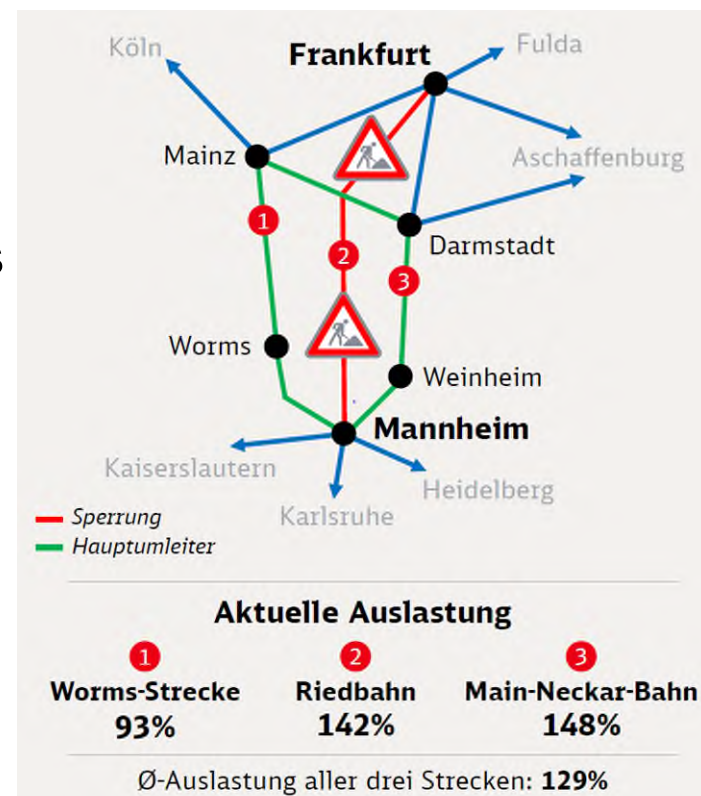 Köln
Frankfurt
Fulda
Mainz
Aschaffenburg
1
Darmstadt
2
3
Worms
Weinheim
Mannheim
Kaiserslautern
Heidelberg
Karlsruhe
Sperrung
Hauptumleiter
Aktuelle Auslastung
1 2 3
Worms-Strecke Riedbahn Main-Neckar-Bahn
93% 142% 148%
Ø-Auslastung aller drei Strecken: 129%